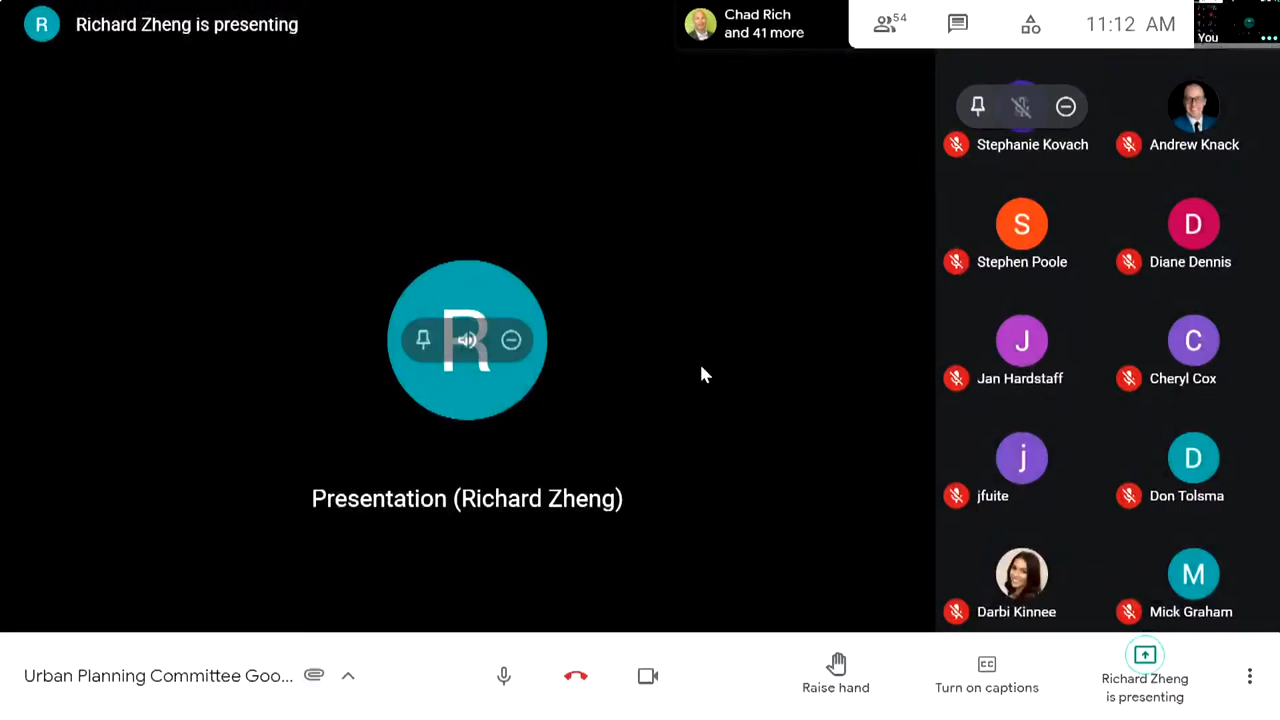 R
Richard Zheng is presenting
Chad Rich
and 41 more
54
11:12 AM
You
Stephanie Kovach
Andrew Knack
S
Stephen Poole
D
Diane Dennis
J
Jan Hardstaff
C
Cheryl Cox
R
Presentation (Richard Zheng)
j
jfuite
D
Don Tolsma
Darbi Kinnee
M
Mick Graham
Urban Planning Committee Goo...
Raise hand
CC
Turn on captions
Richard Zheng
is presenting